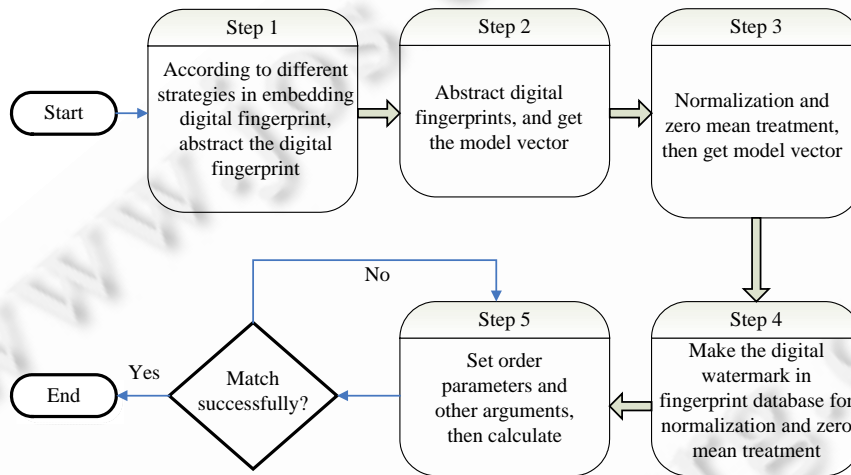 Step 1
According to different
strategies in embedding
digital fingerprint,
abstract the digital
fingerprint
Step 2
Abstract digital
fingerprints, and get
the model vector
Step 3
Normalization and
zero mean treatment,
then get model vector
Start
No
Step 5
Set order
parameters and
other arguments,
then calculate
Step 4
Make the digital
watermark in
fingerprint database for
normalization and zero
mean treatment
Yes
End
Match
successfully?
www.jos
rg